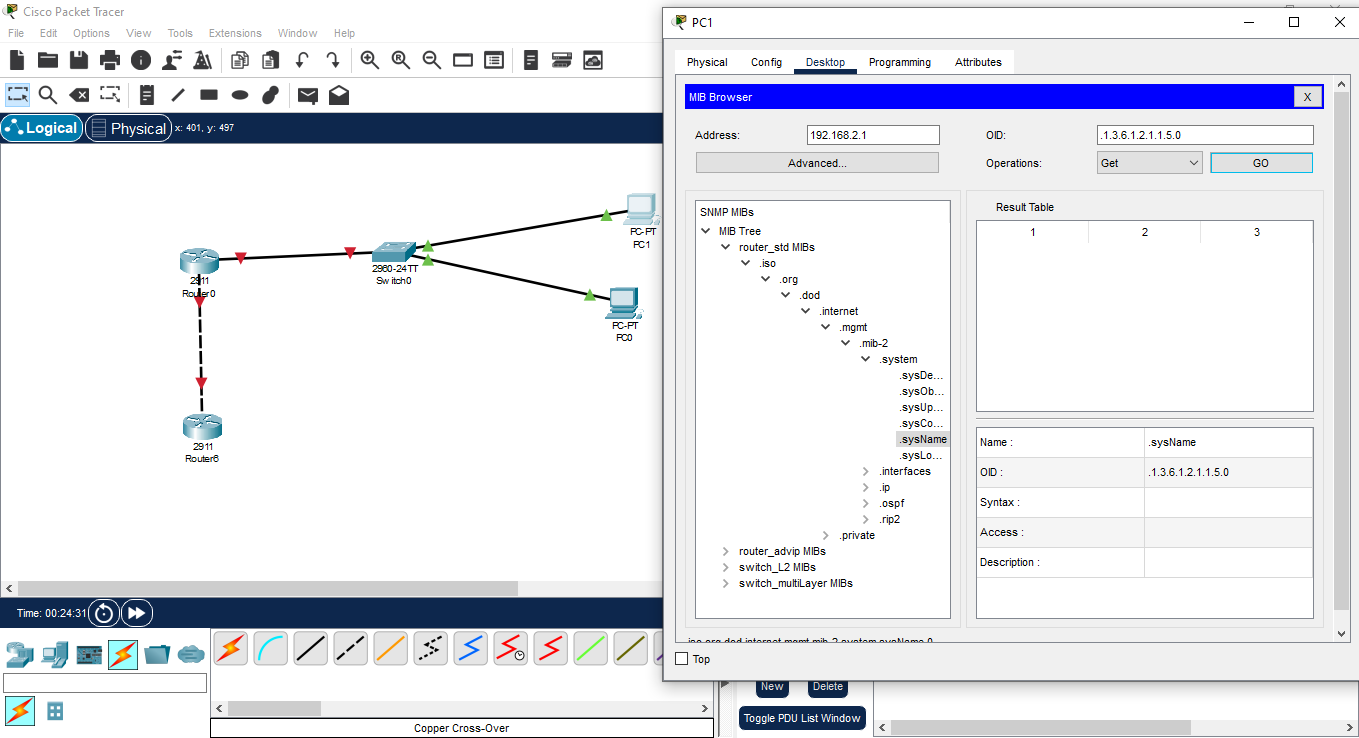 Cisco Packet Tracer
File Edit Options View Tools Extensions Window Help
Logical Physical x: 401, y: 497
PC-PT
PC1
2960-24TT
Switch0
2911
Router0
PC-PT
PC0
2911
Router6
Time: 00:24:31
Copper Cross-Over
New Delete
Toggle PDU List Window
PC1
Physical Config Desktop Programming Attributes
MIB Browser X
Address: 192.168.2.1 OID: .1.3.6.1.2.1.1.5.0
Advanced... Operations: Get GO
SNMP MIBs
MIB Tree
router_std MIBs
.iso
.org
.dod
.internet
.mgmt
.mib-2
.system
.sysDe...
.sysOb...
.sysUp...
.sysCo...
.sysName
.sysLo...
.interfaces
.ip
.ospf
.rip2
.private
router_advip MIBs
switch_L2 MIBs
switch_multiLayer MIBs
Result Table
1 2 3
Name : .sysName
OID : .1.3.6.1.2.1.1.5.0
Syntax :
Access :
Description :
.iso.org.dod.internet.mgmt.mib-2.system.sysName.0
Top